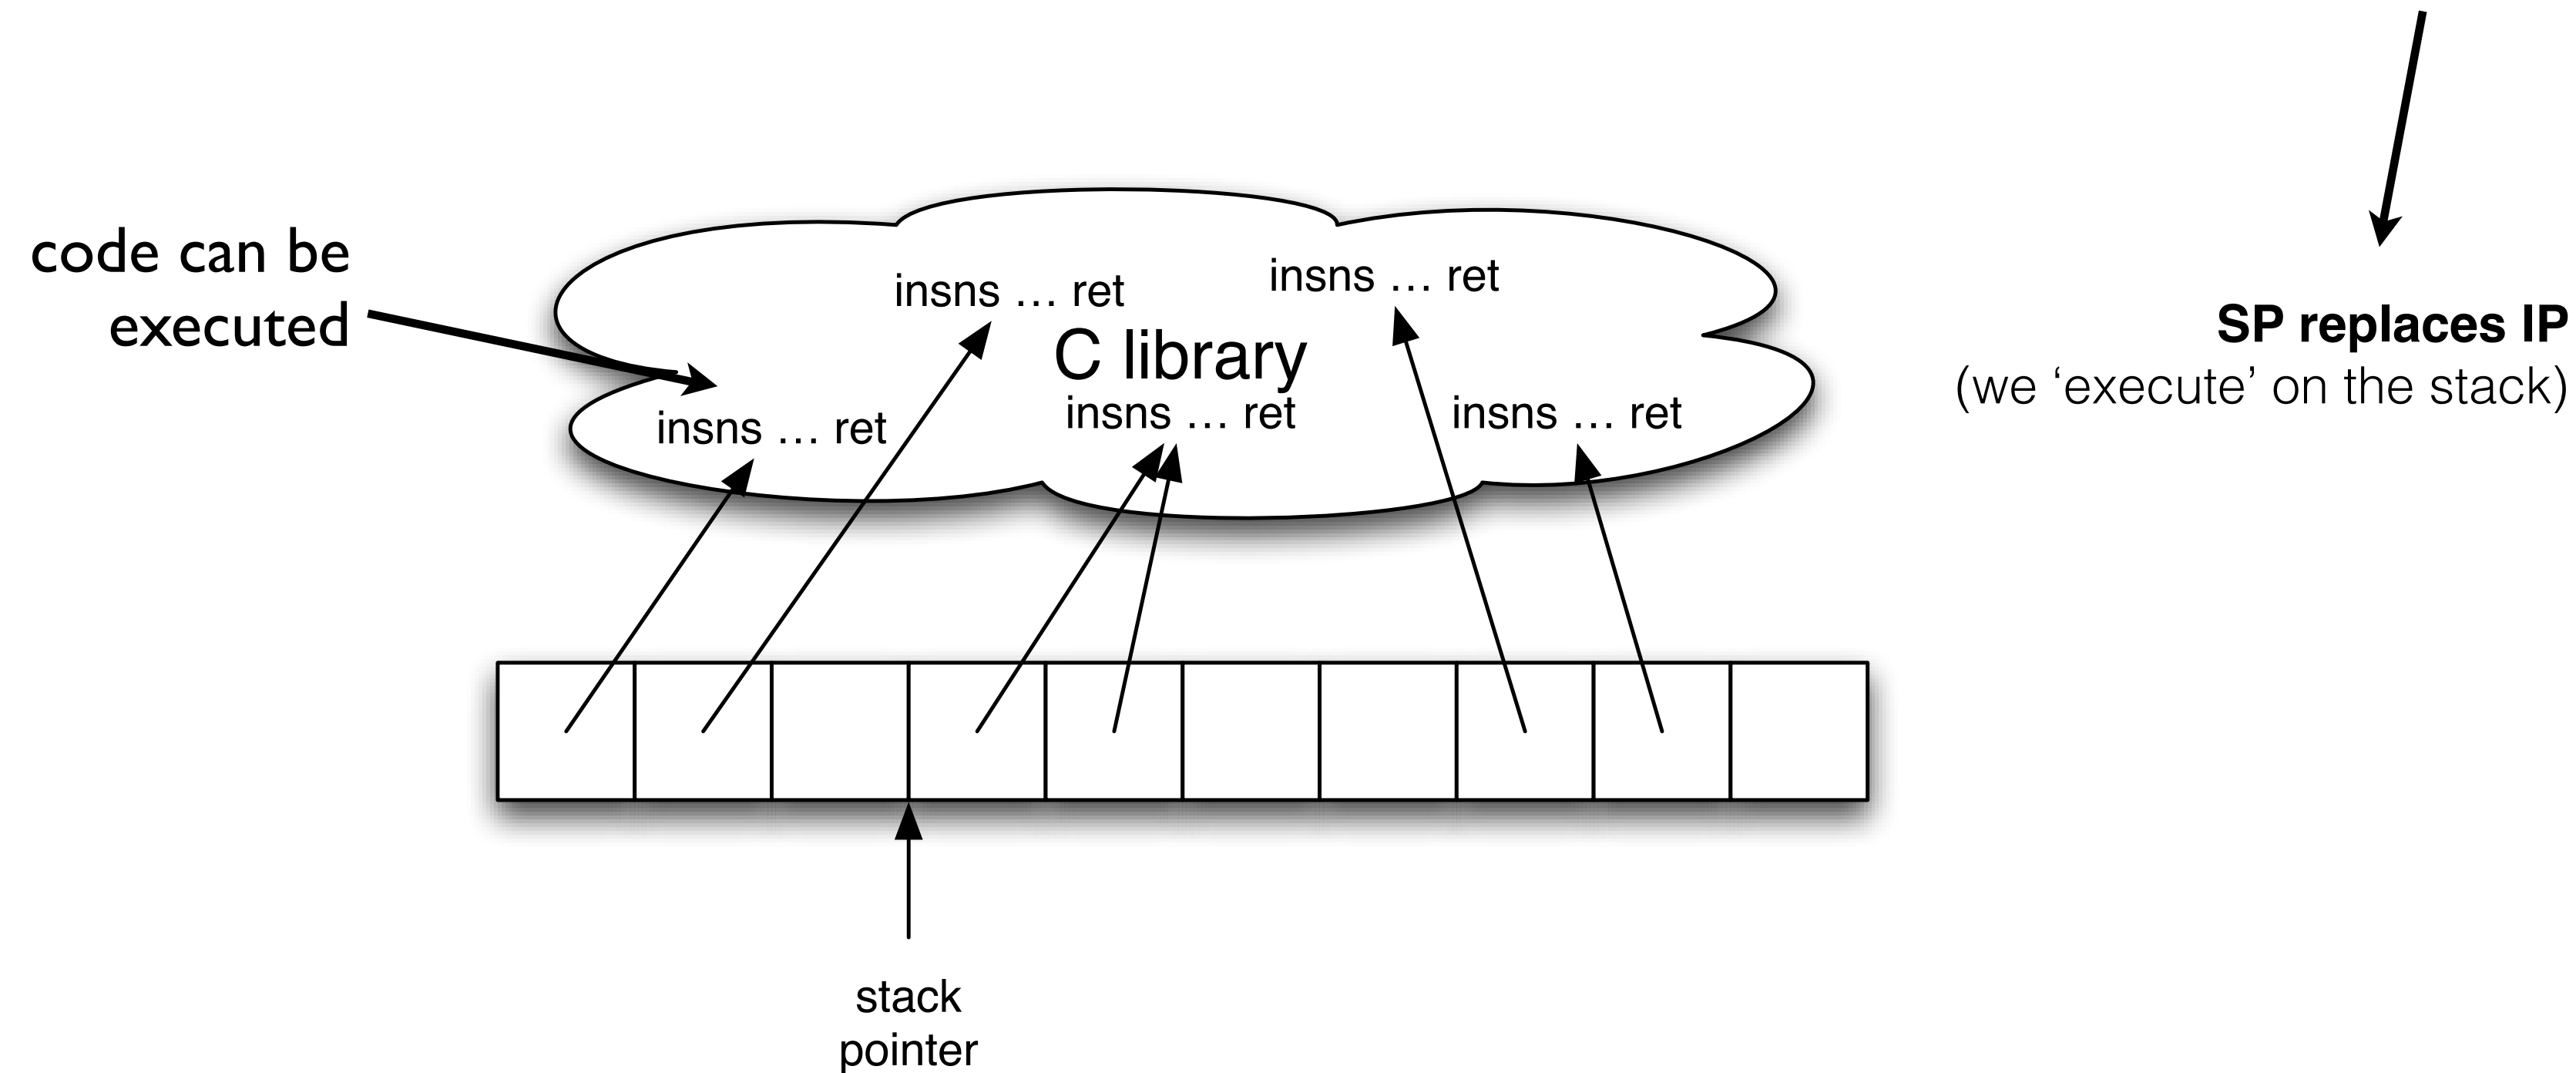 code can be
executed
insns … ret
insns … ret
C library
insns … ret
insns … ret
insns … ret
SP replaces IP
(we ‘execute’ on the stack)
stack
pointer